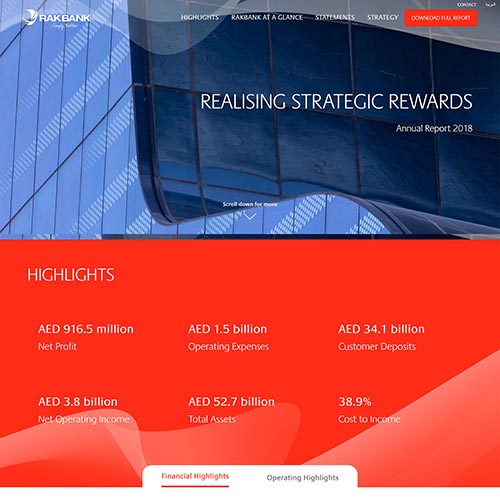 CONTACT العربية
RAKBANK
Simply Better
HIGHLIGHTS RAKBANK AT A GLANCE STATEMENTS STRATEGY DOWNLOAD FULL REPORT
REALISING STRATEGIC REWARDS
Annual Report 2018
Scroll down for more
HIGHLIGHTS
AED 916.5 million AED 1.5 billion AED 34.1 billion
Net Profit Operating Expenses Customer Deposits
AED 3.8 billion AED 52.7 billion 38.9%
Net Operating Income Total Assets Cost to Income
Financial Highlights Operating Highlights